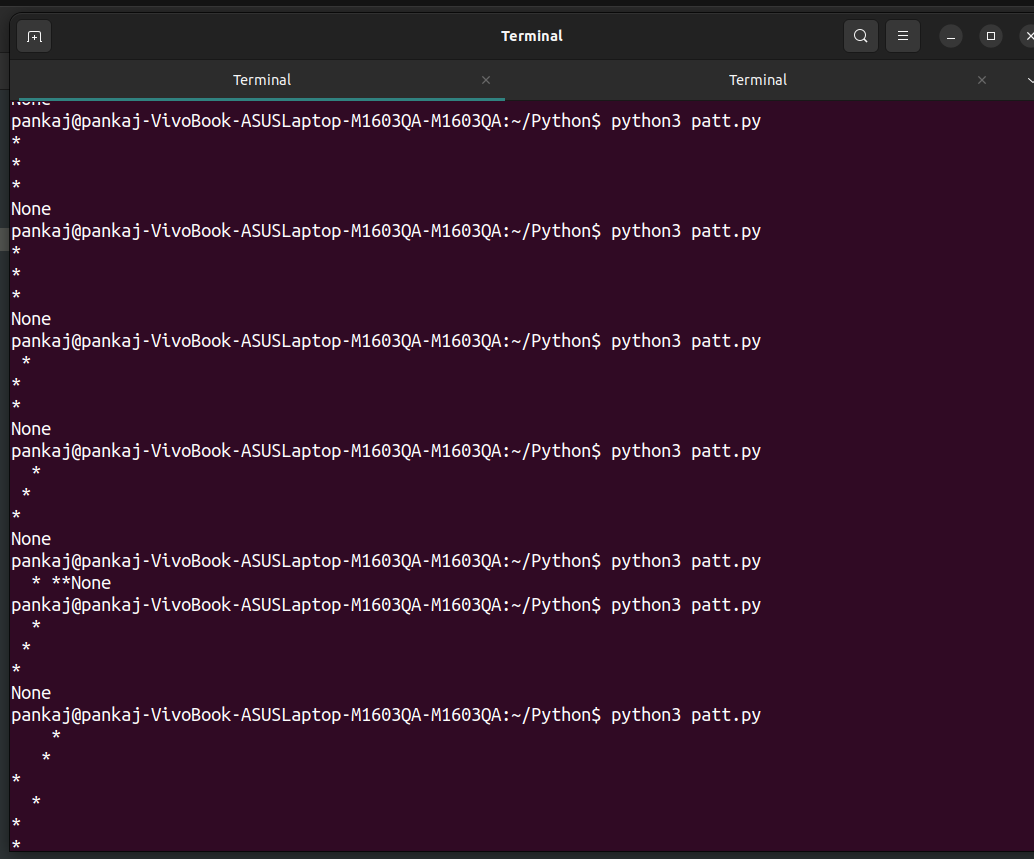 Terminal
Terminal Terminal
None
pankaj@pankaj-VivoBook-ASUSLaptop-M1603QA-M1603QA:~/Python$ python3 patt.py
*
*
*
None
pankaj@pankaj-VivoBook-ASUSLaptop-M1603QA-M1603QA:~/Python$ python3 patt.py
*
*
*
None
pankaj@pankaj-VivoBook-ASUSLaptop-M1603QA-M1603QA:~/Python$ python3 patt.py
 *
*
*
None
pankaj@pankaj-VivoBook-ASUSLaptop-M1603QA-M1603QA:~/Python$ python3 patt.py
  *
 *
*
None
pankaj@pankaj-VivoBook-ASUSLaptop-M1603QA-M1603QA:~/Python$ python3 patt.py
  * **None
pankaj@pankaj-VivoBook-ASUSLaptop-M1603QA-M1603QA:~/Python$ python3 patt.py
  *
 *
*
None
pankaj@pankaj-VivoBook-ASUSLaptop-M1603QA-M1603QA:~/Python$ python3 patt.py
    *
   *
*
  *
*
*